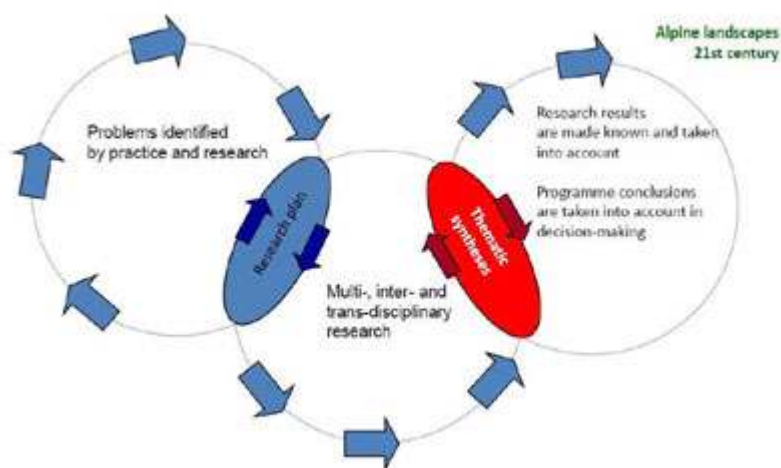 Alpine landscapes
21st century
Problems identified
by practice and research
Research plan
Multi-, inter- and
trans-disciplinary
research
Thematic
syntheses
Research results
are made known and taken
into account
Programme conclusions
are taken into account in
decision-making